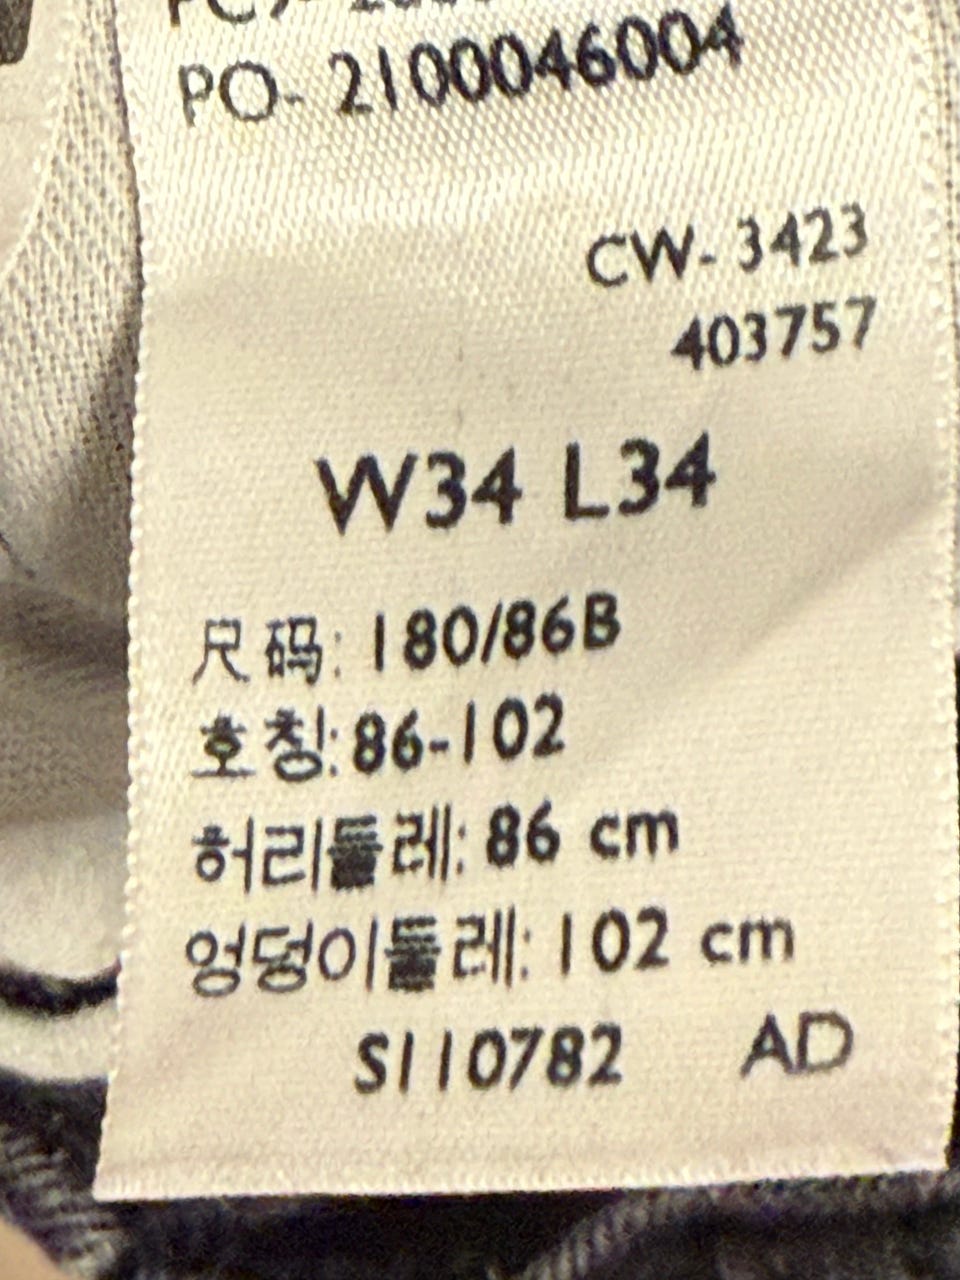 PO- 2100046004
CW- 3423
403757
W34 L34
尺码: 180/86B
호칭: 86-102
허리둘레: 86 cm
엉덩이둘레: 102 cm
S110782 AD